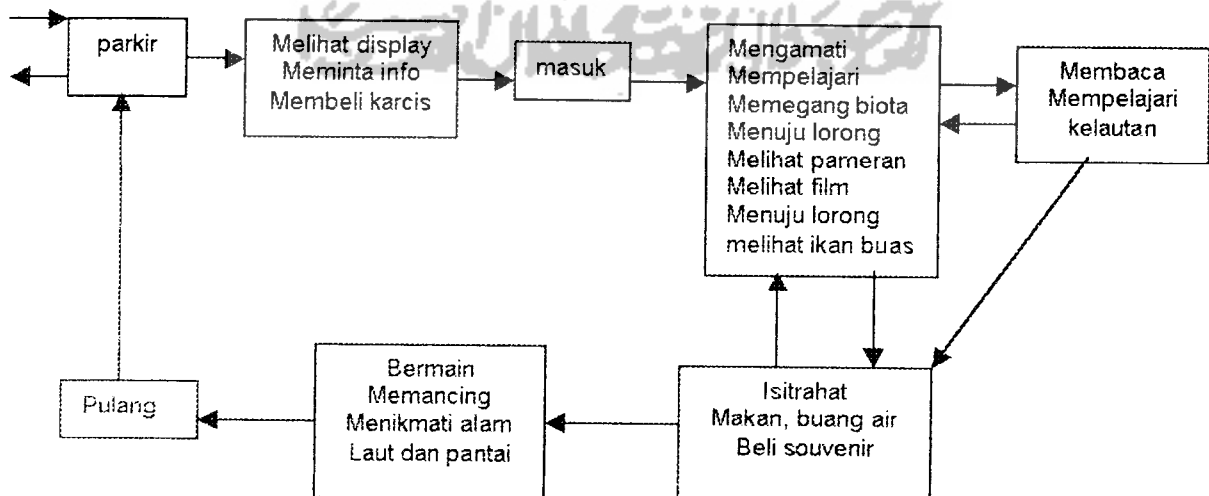 parkir
Melihat display
Meminta info
Membeli karcis
masuk
Mengamati
Mempelajari
Memegang biota
Menuju lorong
Melihat pameran
Melihat film
Menuju lorong
melihat ikan buas
Membaca
Mempelajari
kelautan
Pulang
Bermain
Memancing
Menikmati alam
Laut dan pantai
Isitrahat
Makan, buang air
Beli souvenir